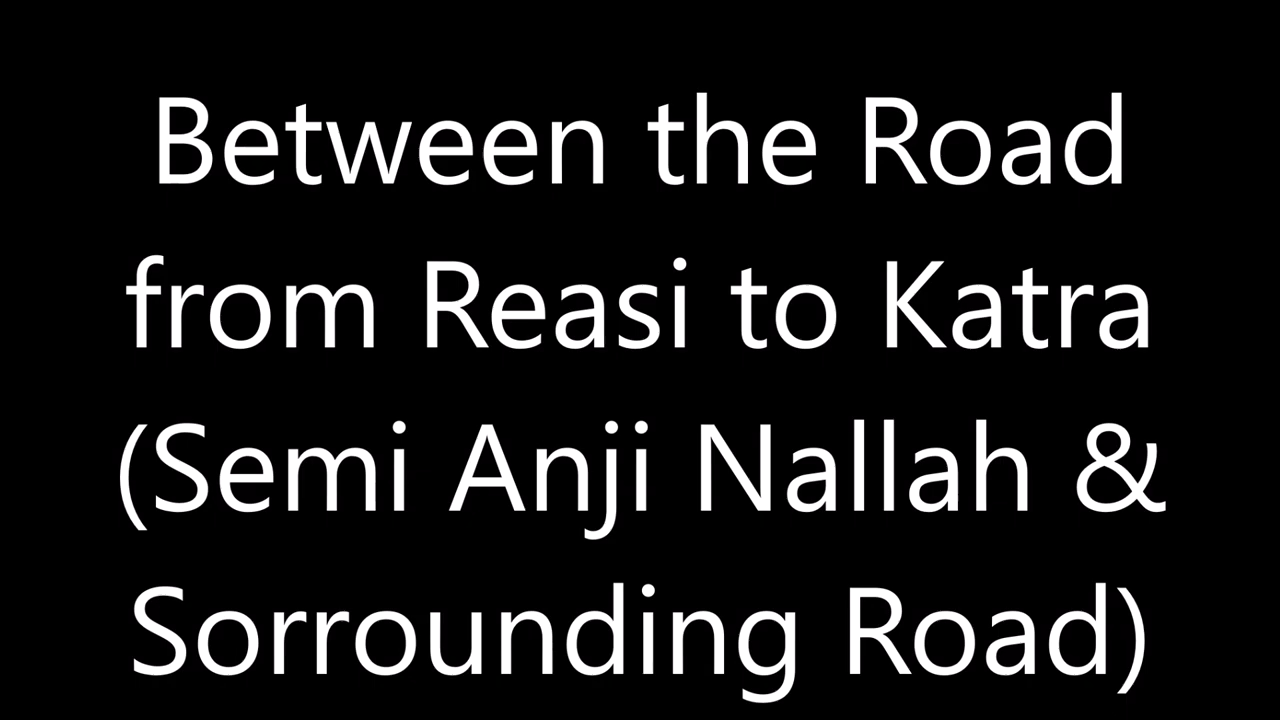 Between the Road
from Reasi to Katra
(Semi Anji Nallah &
Sorrounding Road)